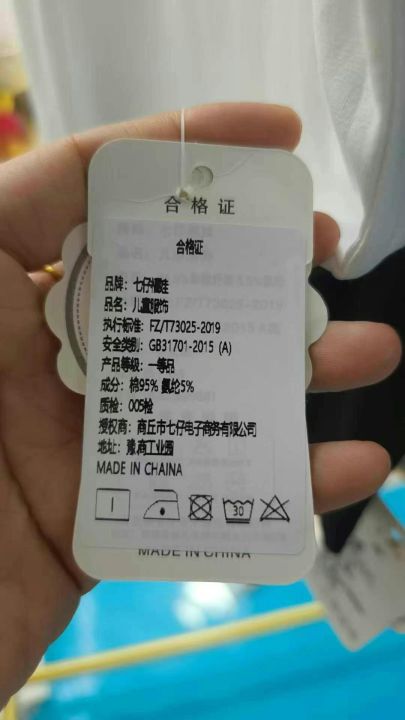 合格证
合格证
品牌：七仔福娃
品名：儿童服饰
执行标准：FZ/T73025-2019
安全类别：GB31701-2015 (A)
产品等级：一等品
成分：棉95% 氨纶5%
质检：005检
授权商：商丘市七仔电子商务有限公司
地址：豫.商工业园
MADE IN CHAINA
30
MADE IN CHINA